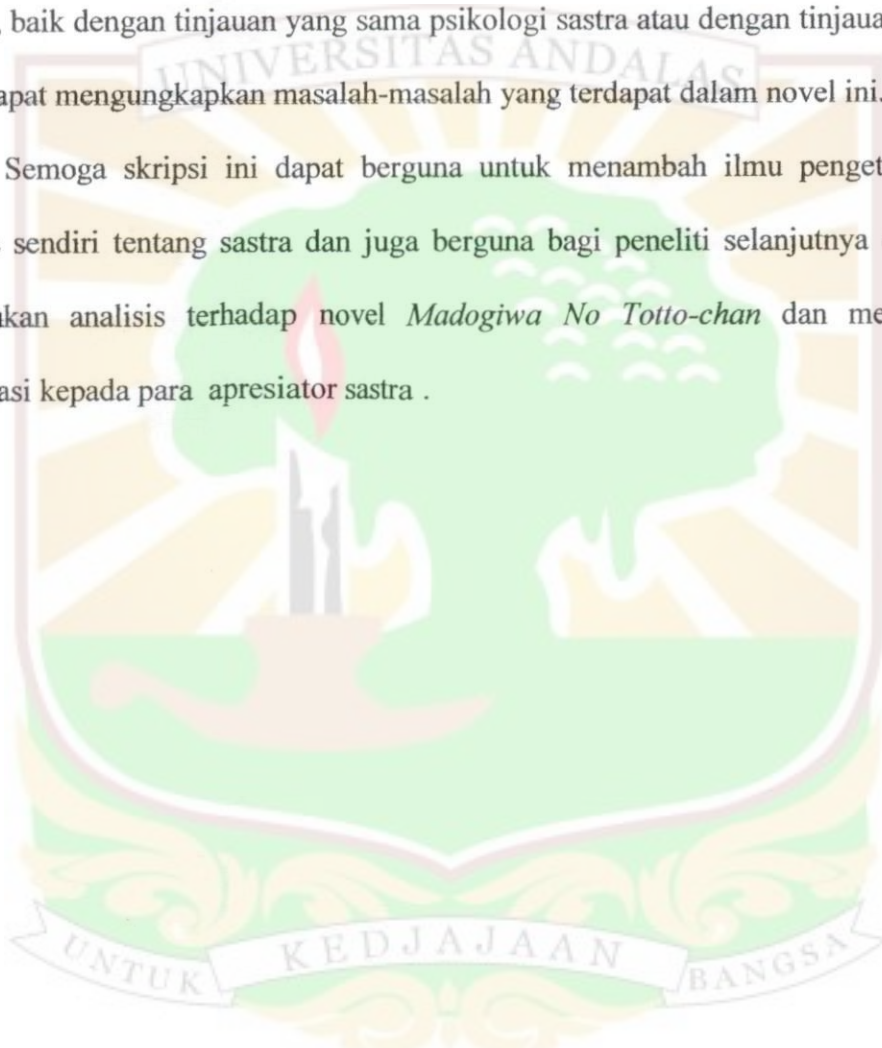 , baik dengan tinjauan yang sama psikologi sastra atau dengan tinjaua
apat mengungkapkan masalah-masalah yang terdapat dalam novel ini.
Semoga skripsi ini dapat berguna untuk menambah ilmu penget
sendiri tentang sastra dan juga berguna bagi peneliti selanjutnya
kan analisis terhadap novel Madogiwa No Totto-chan dan me
asi kepada para apresiator sastra .
UNIVERSITAS ANDALAS
UNTUK KEDJAJAAN BANGSA